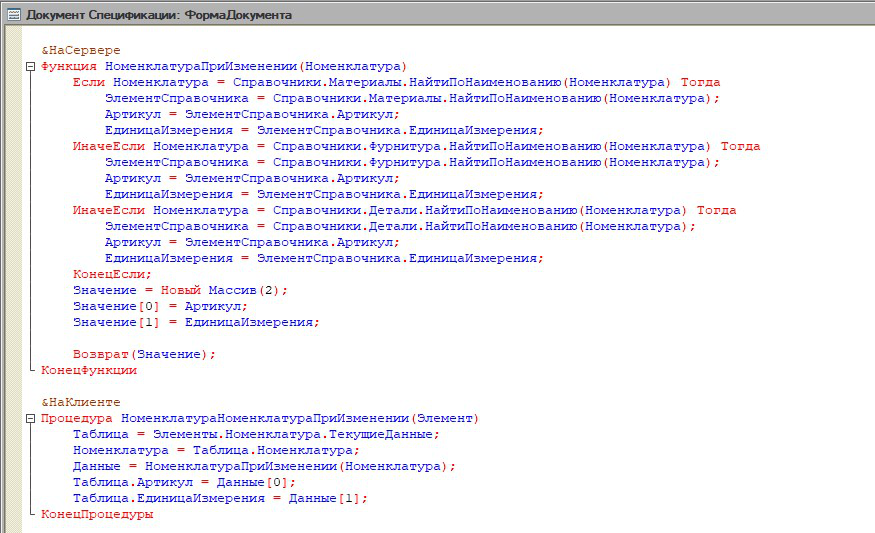 Документ Спецификации: ФормаДокумента
&НаСервере
Функция НоменклатураПриИзменении(Номенклатура)
Если Номенклатура = Справочники.Материалы.НайтиПоНаименованию(Номенклатура) Тогда
ЭлементСправочника = Справочники.Материалы.НайтиПоНаименованию(Номенклатура);
Артикул = ЭлементСправочника.Артикул;
ЕдиницаИзмерения = ЭлементСправочника.ЕдиницаИзмерения;
ИначеЕсли Номенклатура = Справочники.Фурнитура.НайтиПоНаименованию(Номенклатура) Тогда
ЭлементСправочника = Справочники.Фурнитура.НайтиПоНаименованию(Номенклатура);
Артикул = ЭлементСправочника.Артикул;
ЕдиницаИзмерения = ЭлементСправочника.ЕдиницаИзмерения;
ИначеЕсли Номенклатура = Справочники.Детали.НайтиПоНаименованию(Номенклатура) Тогда
ЭлементСправочника = Справочники.Детали.НайтиПоНаименованию(Номенклатура);
Артикул = ЭлементСправочника.Артикул;
ЕдиницаИзмерения = ЭлементСправочника.ЕдиницаИзмерения;
КонецЕсли;
Значение = Новый Массив(2);
Значение[0] = Артикул;
Значение[1] = ЕдиницаИзмерения;
Возврат(Значение);
КонецФункции
&НаКлиенте
Процедура НоменклатураНоменклатураПриИзменении(Элемент)
Таблица = Элементы.Номенклатура.ТекущиеДанные;
Номенклатура = Таблица.Номенклатура;
Данные = НоменклатураПриИзменении(Номенклатура);
Таблица.Артикул = Данные[0];
Таблица.ЕдиницаИзмерения = Данные[1];
КонецПроцедуры